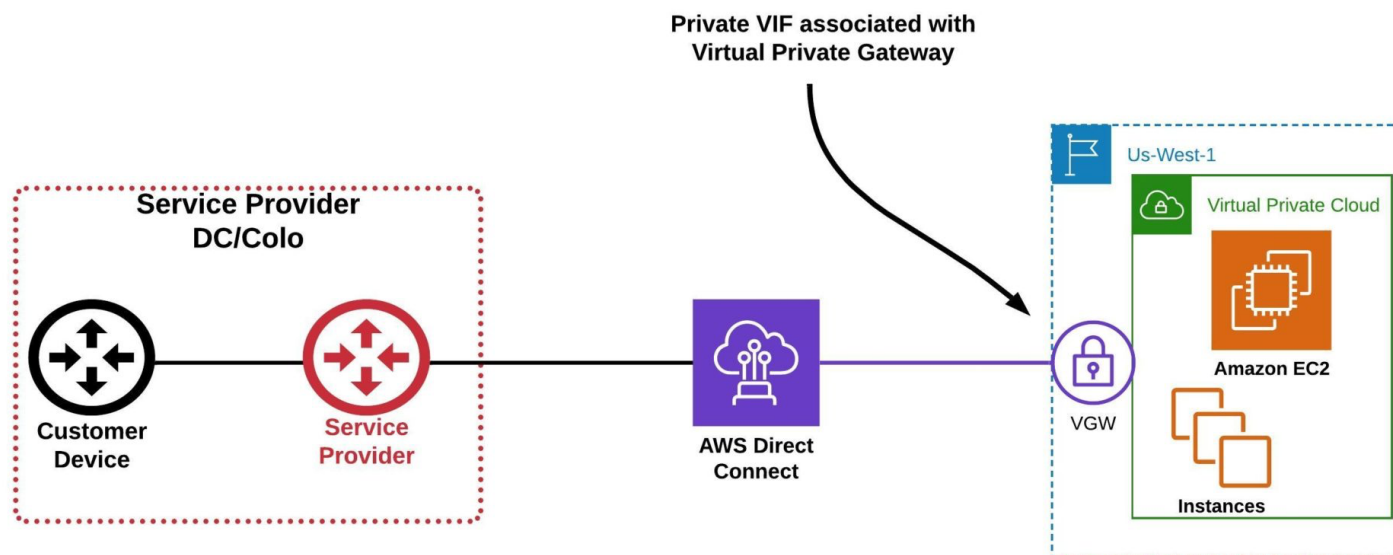 Private VIF associated with
Virtual Private Gateway
Us-West-1
Virtual Private Cloud
Service Provider
DC/Colo
Customer
Device
Service
Provider
AWS Direct
Connect
VGW
Amazon EC2
Instances